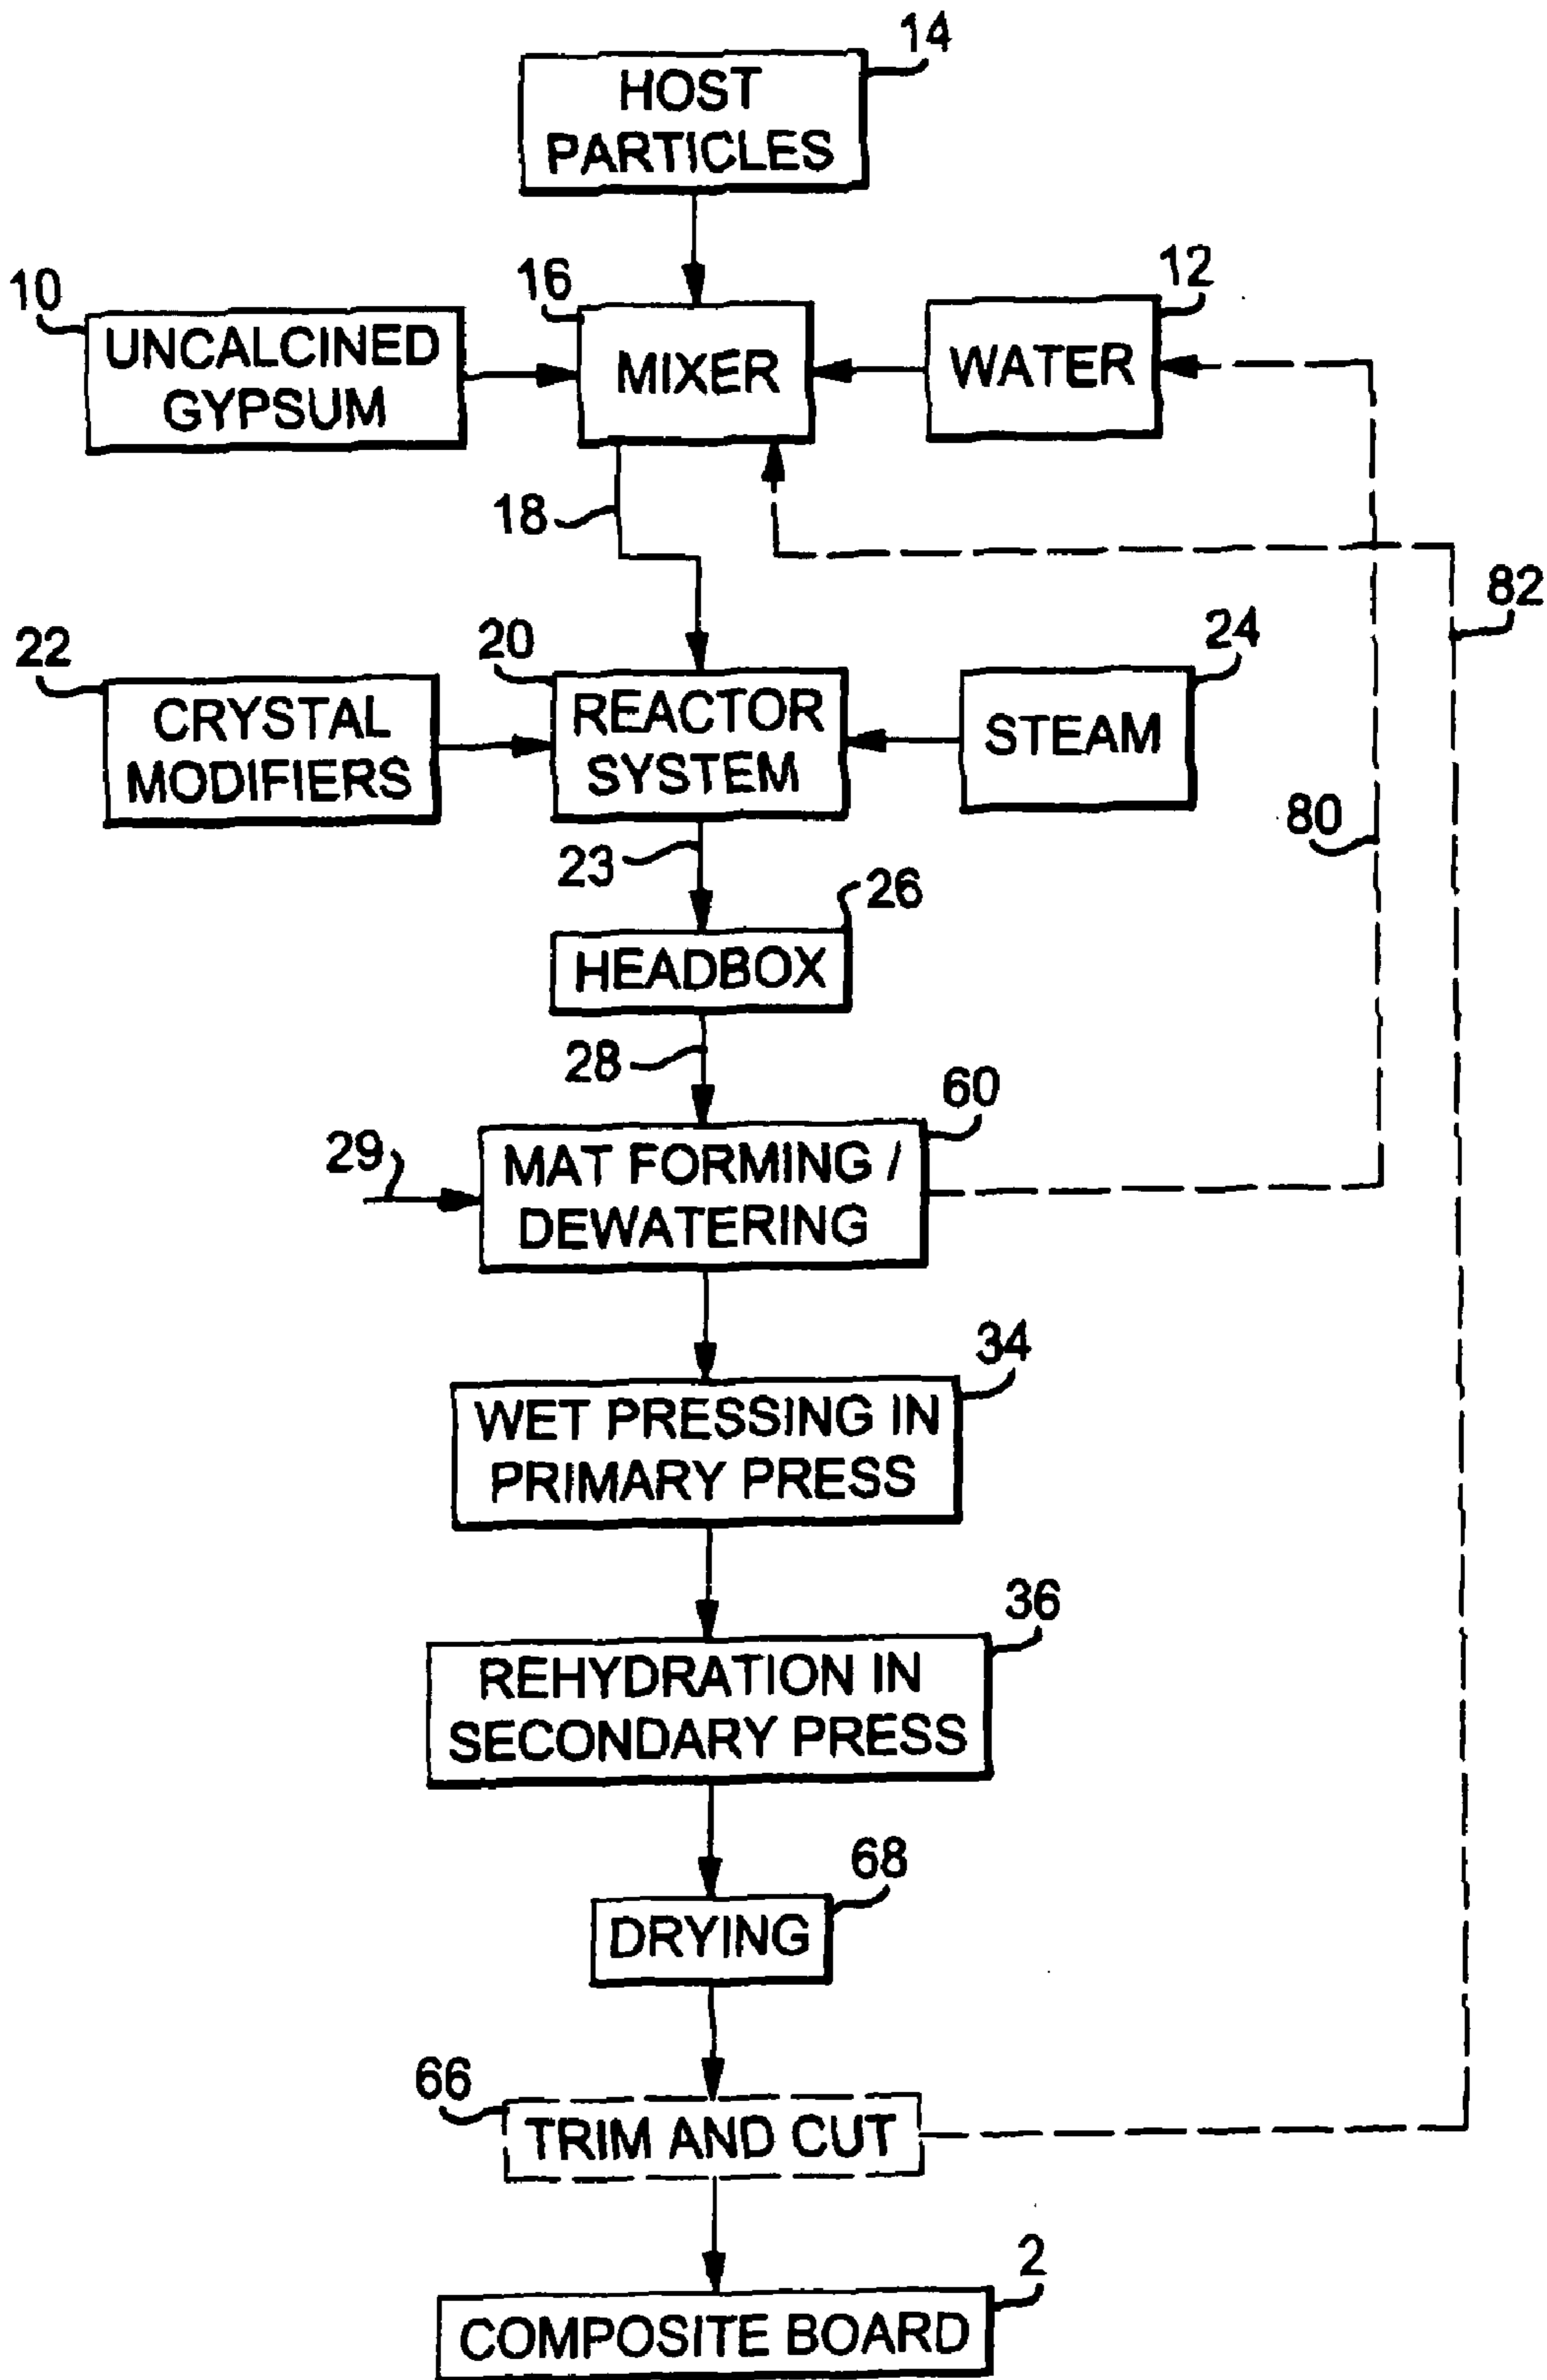 14
HOST
PARTICLES
10
16
12
UNCALCINED
GYPSUM
MIXER
WATER
18
82
22
20
24
CRYSTAL
MODIFIERS
REACTOR
SYSTEM
STEAM
80
23
26
HEADBOX
28
60
29
MAT FORMING /
DEWATERING
34
WET PRESSING IN
PRIMARY PRESS
36
REHYDRATION IN
SECONDARY PRESS
68
DRYING
66
TRIM AND CUT
2
COMPOSITE BOARD